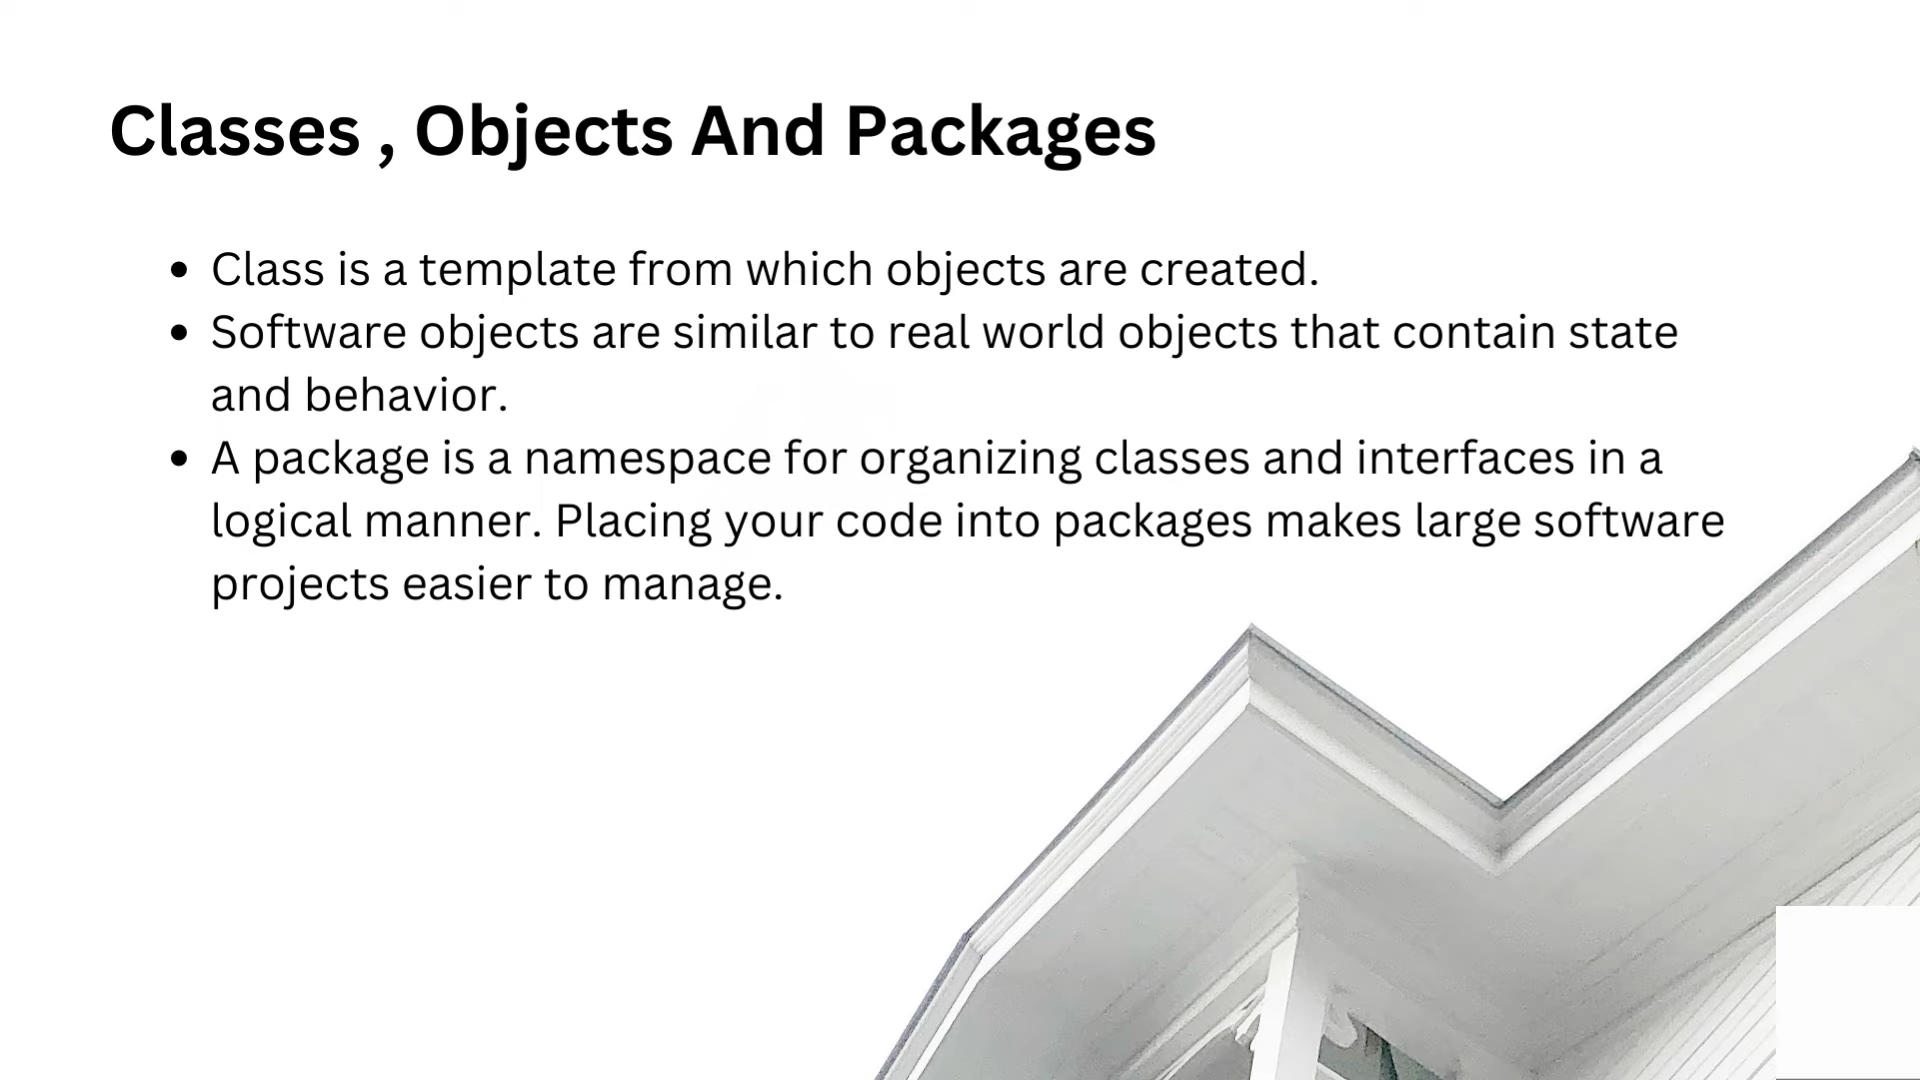 Classes , Objects And Packages
• Class is a template from which objects are created.
• Software objects are similar to real world objects that contain state
and behavior.
• A package is a namespace for organizing classes and interfaces in a
logical manner. Placing your code into packages makes large software
projects easier to manage.